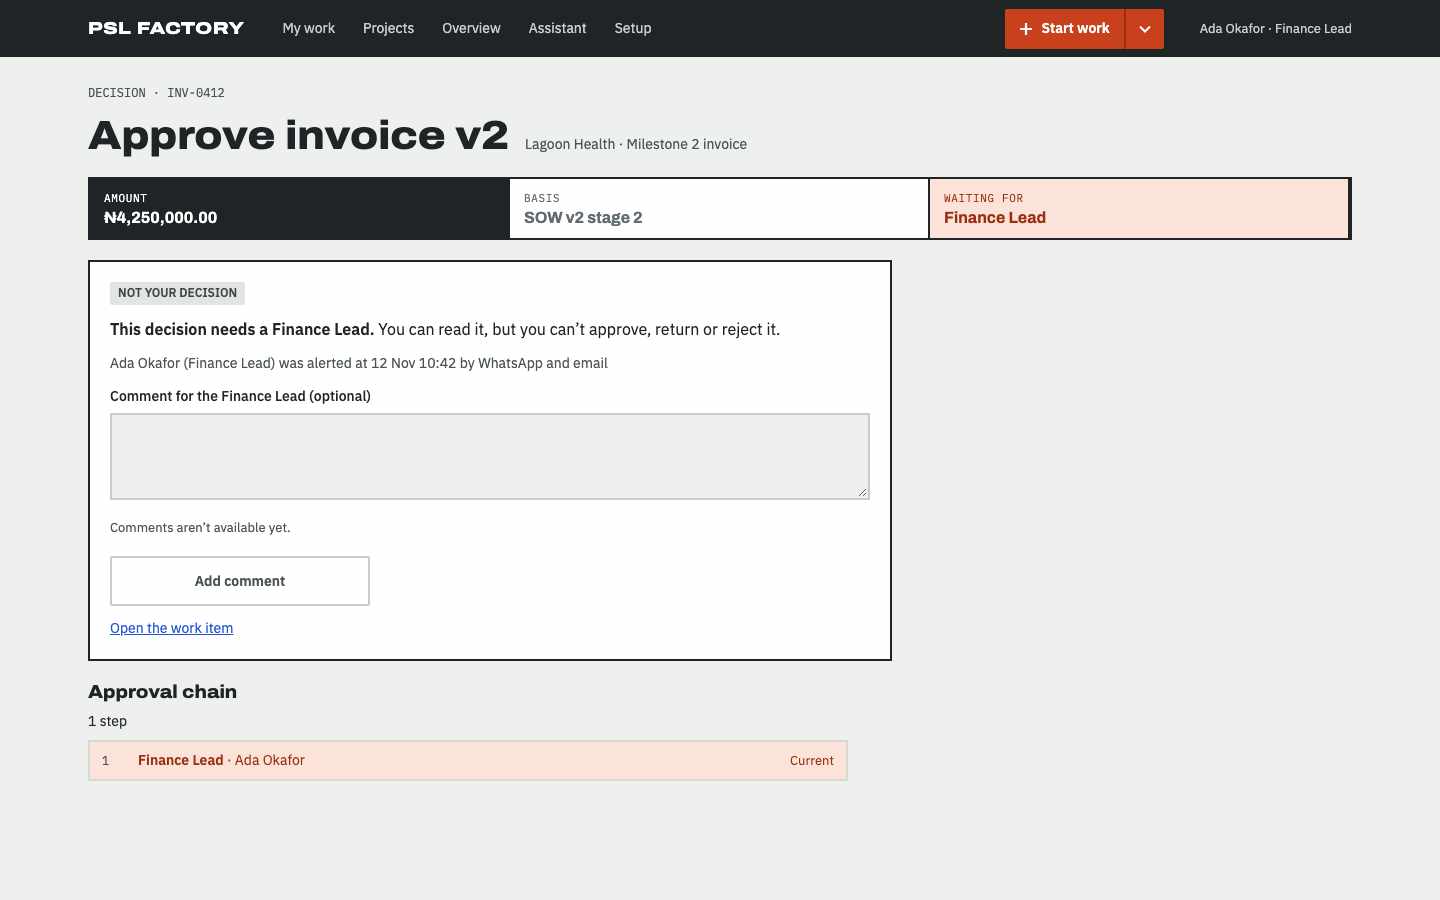 PSL FACTORY
My work
Projects
Overview
Assistant
Setup
Start work
Ada Okafor · Finance Lead
DECISION · INV-0412
Approve invoice v2
Lagoon Health · Milestone 2 invoice
AMOUNT
₦4,250,000.00
BASIS
SOW v2 stage 2
WAITING FOR
Finance Lead
NOT YOUR DECISION
This decision needs a Finance Lead. You can read it, but you can’t approve, return or reject it.
Ada Okafor (Finance Lead) was alerted at 12 Nov 10:42 by WhatsApp and email
Comment for the Finance Lead (optional)
Comments aren’t available yet.
Add comment
Open the work item
Approval chain
1 step
1 Finance Lead · Ada Okafor Current